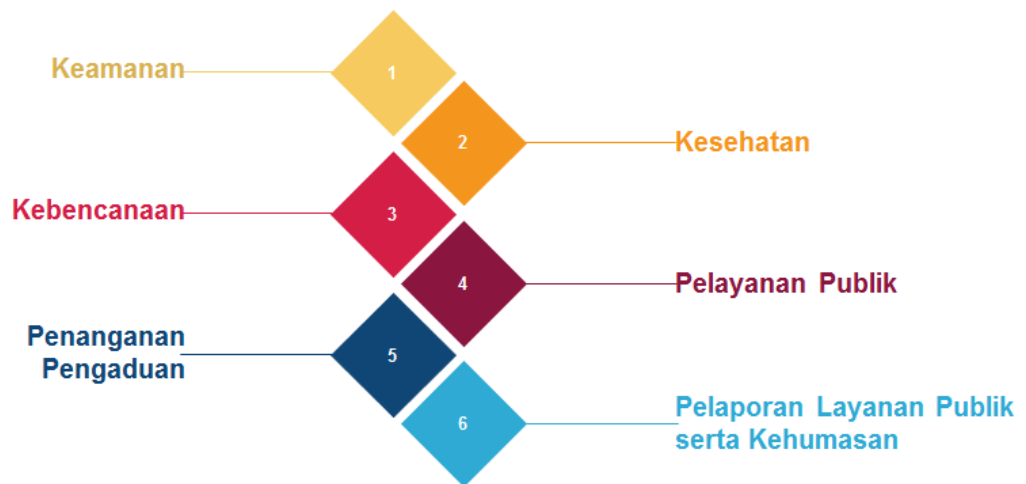 Keamanan
1
2
Kesehatan
Kebencanaan
3
4
Pelayanan Publik
Penanganan
Pengaduan
5
6
Pelaporan Layanan Publik
serta Kehumasan